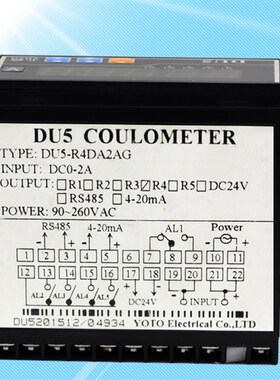 DU5
DU5 COULOMETER
TYPE: DU5-R4DA2AG
INPUT: DC0-2A
OUTPUT: R1 R2 R3 R4 R5 DC24V
RS485 4-20mA
POWER: 90~260VAC
RS485 4-20mA AL1 Power
1 2 3 4 5 6 7 8 9 10 11
12 13 14 15 16 17 18 19 20 21 22
AL2 AL3 AL4 AL5 DC24V INPUT
DU5201512/04934 YOTO Electrical Co.,LTD